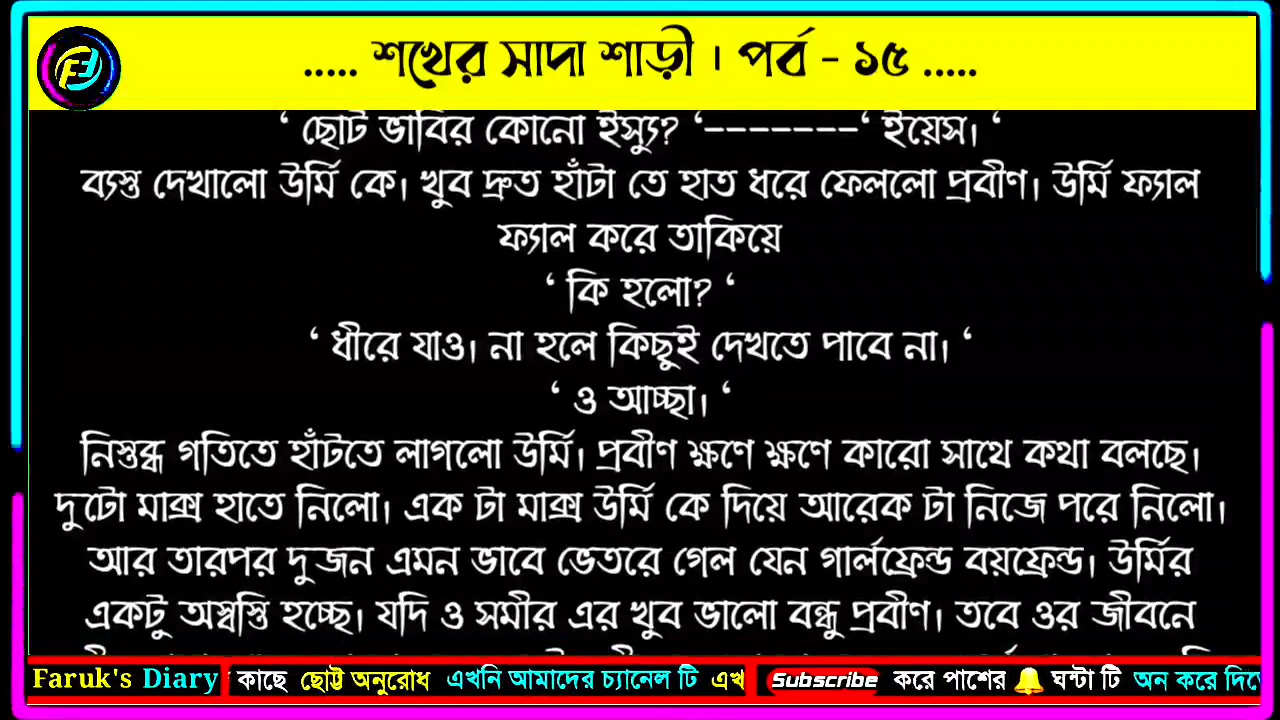 ..... শখের সাদা শাড়ী । পর্ব - ১৫ .....
‘ ছোট ভাবির কোনো ইস্যু? ‘-------‘ ইয়েস। ‘
ব্যস্ত দেখালো উর্মি কে। খুব দ্রুত হাঁটা তে হাত ধরে ফেললো প্রবীণ। উর্মি ফ্যাল
ফ্যাল করে তাকিয়ে
‘ কি হলো? ‘
‘ ধীরে যাও। না হলে কিছুই দেখতে পাবে না। ‘
‘ ও আচ্ছা। ‘
নিস্তব্ধ গতিতে হাঁটতে লাগলো উর্মি। প্রবীণ ক্ষণে ক্ষণে কারো সাথে কথা বলছে।
দুটো মাক্স হাতে নিলো। এক টা মাক্স উর্মি কে দিয়ে আরেক টা নিজে পরে নিলো।
আর তারপর দুজন এমন ভাবে ভেতরে গেল যেন গার্লফ্রেন্ড বয়ফ্রেন্ড। উর্মির
একটু অস্বস্তি হচ্ছে। যদি ও সমীর এর খুব ভালো বন্ধু প্রবীণ। তবে ওর জীবনে
Faruk's Diary কাছে ছোট্ট অনুরোধ এখনি আমাদের চ্যানেল টি এখ Subscribe করে পাশের 🔔 ঘন্টা টি অন করে দিয়ে